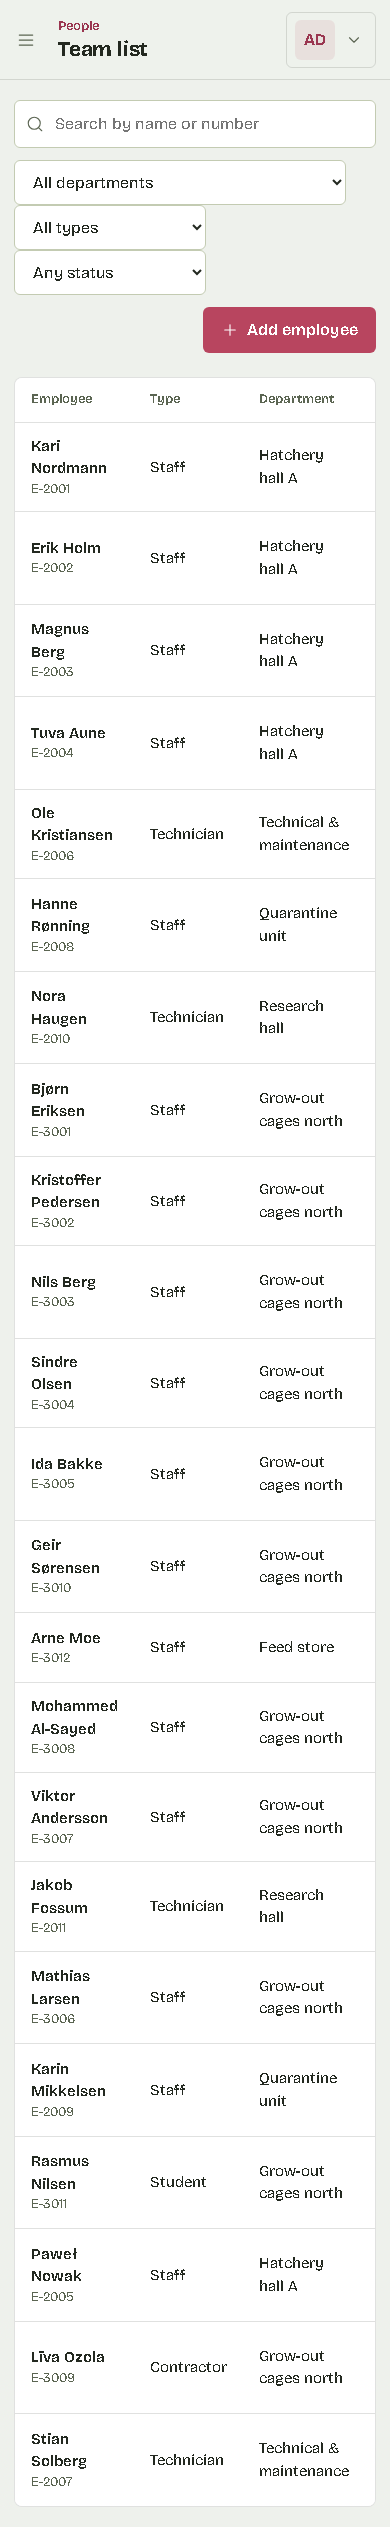 People
Team list
AD
Search by name or number
All departments
All types
Any status
Add employee
Employee Type Department
Kari
Nordmann
E-2001
Staff
Hatchery
hall A
Erik Holm
E-2002
Staff
Hatchery
hall A
Magnus
Berg
E-2003
Staff
Hatchery
hall A
Tuva Aune
E-2004
Staff
Hatchery
hall A
Ole
Kristiansen
E-2006
Technician
Technical &
maintenance
Hanne
Rønning
E-2008
Staff
Quarantine
unit
Nora
Haugen
E-2010
Technician
Research
hall
Bjørn
Eriksen
E-3001
Staff
Grow-out
cages north
Kristoffer
Pedersen
E-3002
Staff
Grow-out
cages north
Nils Berg
E-3003
Staff
Grow-out
cages north
Sindre
Olsen
E-3004
Staff
Grow-out
cages north
Ida Bakke
E-3005
Staff
Grow-out
cages north
Geir
Sørensen
E-3010
Staff
Grow-out
cages north
Arne Moe
E-3012
Staff
Feed store
Mohammed
Al-Sayed
E-3008
Staff
Grow-out
cages north
Viktor
Andersson
E-3007
Staff
Grow-out
cages north
Jakob
Fossum
E-2011
Technician
Research
hall
Mathias
Larsen
E-3006
Staff
Grow-out
cages north
Karin
Mikkelsen
E-2009
Staff
Quarantine
unit
Rasmus
Nilsen
E-3011
Student
Grow-out
cages north
Paweł
Nowak
E-2005
Staff
Hatchery
hall A
Līva Ozola
E-3009
Contractor
Grow-out
cages north
Stian
Solberg
E-2007
Technician
Technical &
maintenance